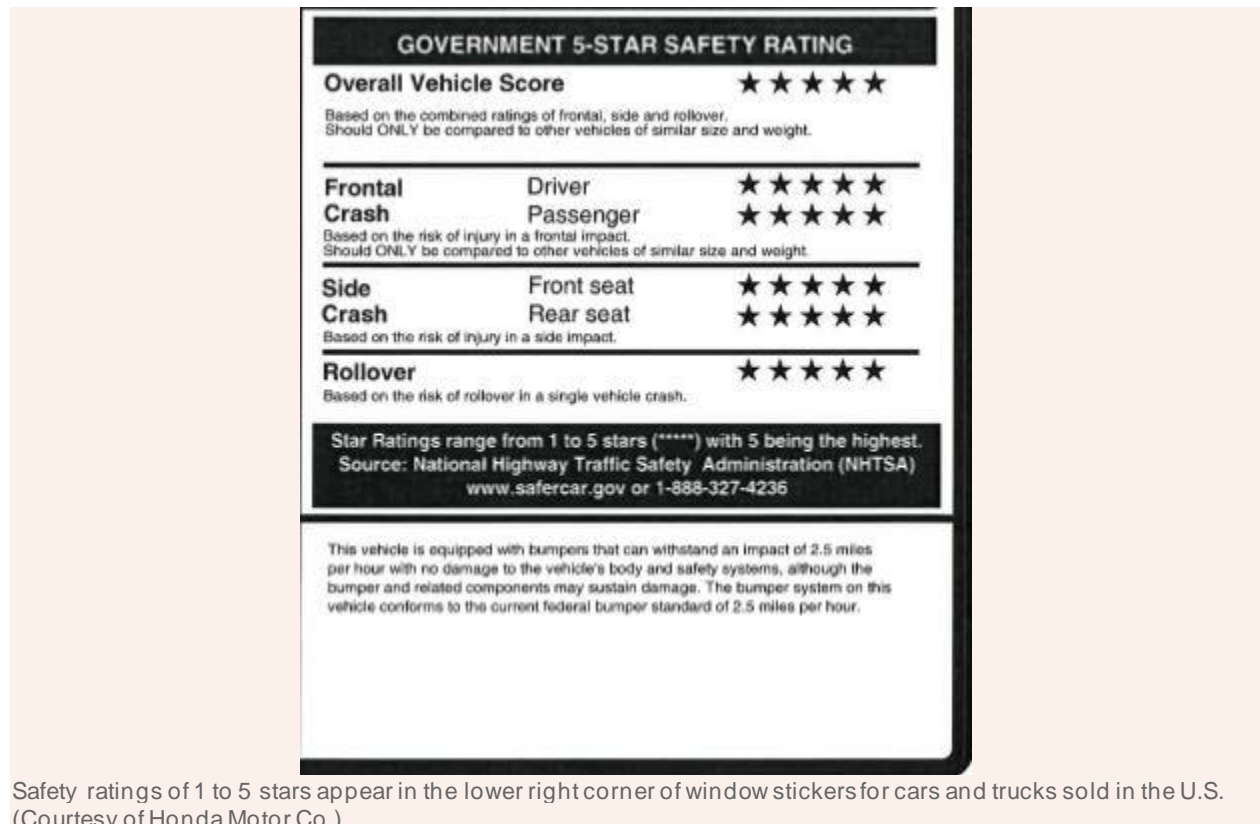 GOVERNMENT 5-STAR SAFETY RATING
Overall Vehicle Score ★★★★★
Based on the combined ratings of frontal, side and rollover.
Should ONLY be compared to other vehicles of similar size and weight.
Frontal Driver ★★★★★
Crash Passenger ★★★★★
Based on the risk of injury in a frontal impact.
Should ONLY be compared to other vehicles of similar size and weight.
Side Front seat ★★★★★
Crash Rear seat ★★★★★
Based on the risk of injury in a side impact.
Rollover ★★★★★
Based on the risk of rollover in a single vehicle crash.
Star Ratings range from 1 to 5 stars (*****) with 5 being the highest.
Source: National Highway Traffic Safety Administration (NHTSA)
www.safercar.gov or 1-888-327-4236
This vehicle is equipped with bumpers that can withstand an impact of 2.5 miles
per hour with no damage to the vehicle's body and safety systems, although the
bumper and related components may sustain damage. The bumper system on this
vehicle conforms to the current federal bumper standard of 2.5 miles per hour.
Safety ratings of 1 to 5 stars appear in the lower right corner of window stickers for cars and trucks sold in the U.S.
(Courtesy of Honda Motor Co.)